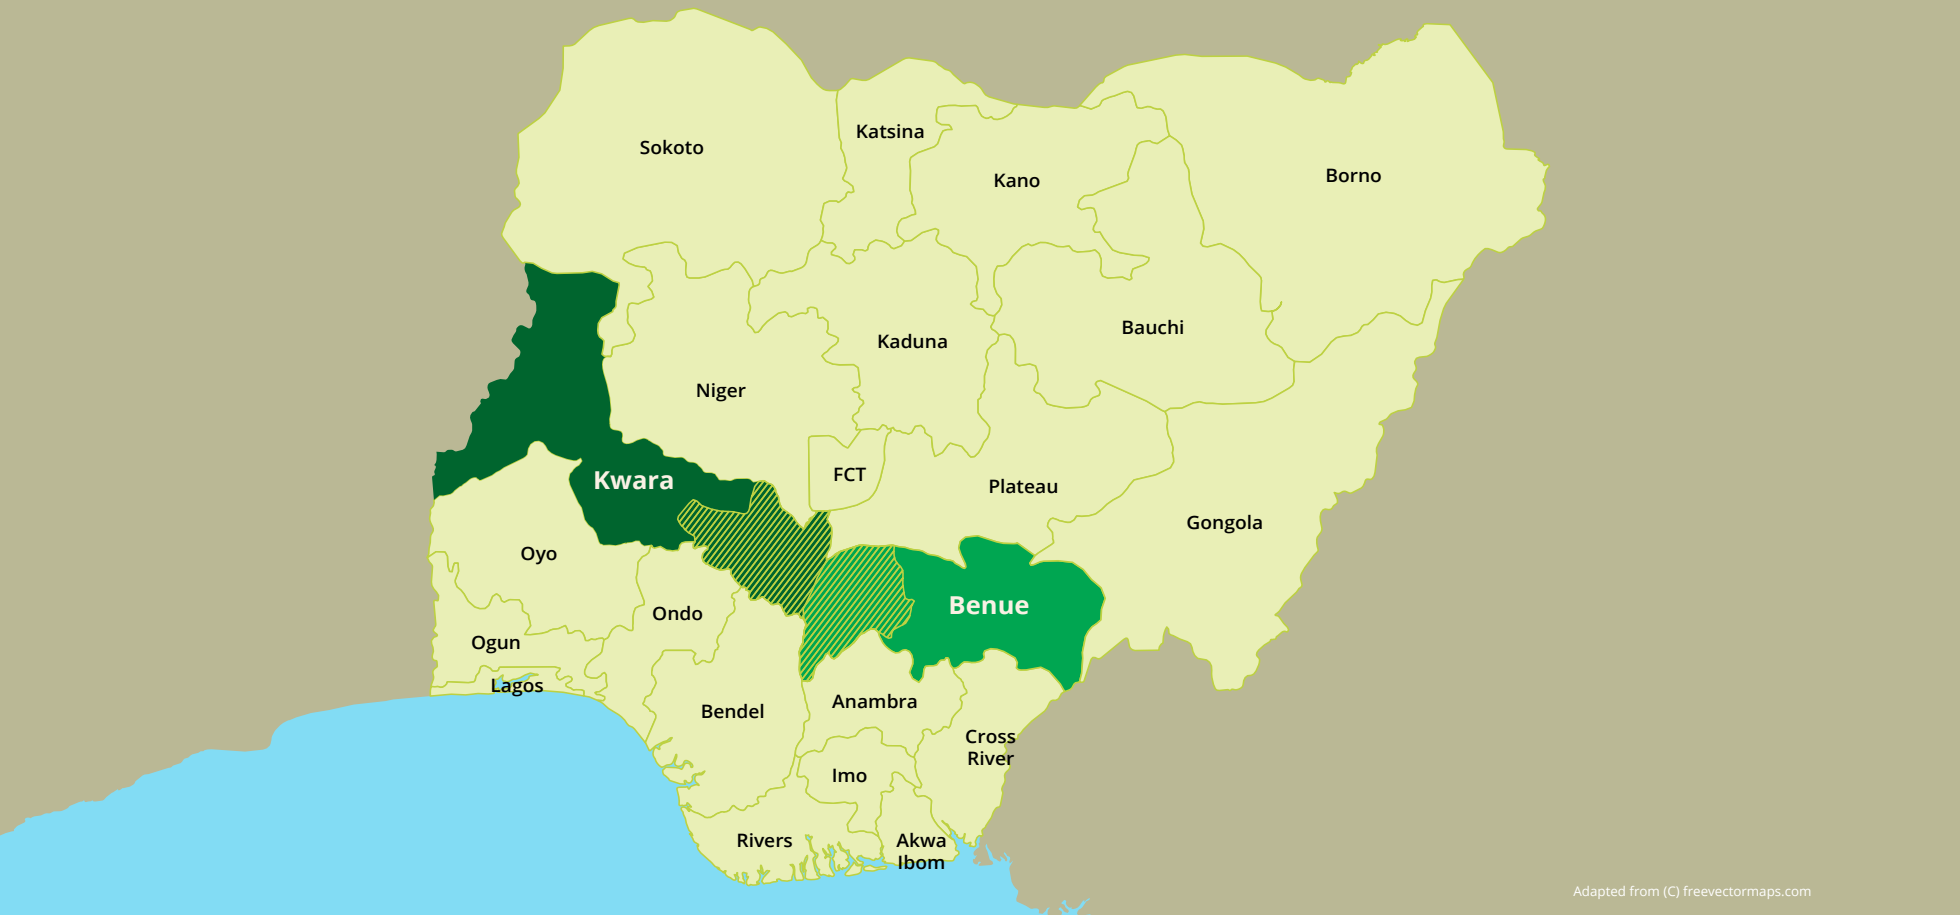 Sokoto
Katsina
Kano
Borno
Kaduna
Bauchi
Niger
FCT
Kwara
Plateau
Gongola
Oyo
Benue
Ondo
Ogun
Lagos
Anambra
Bendel
Cross
River
Imo
Rivers
Akwa
Ibom
Adapted from (C) freevectormaps.com